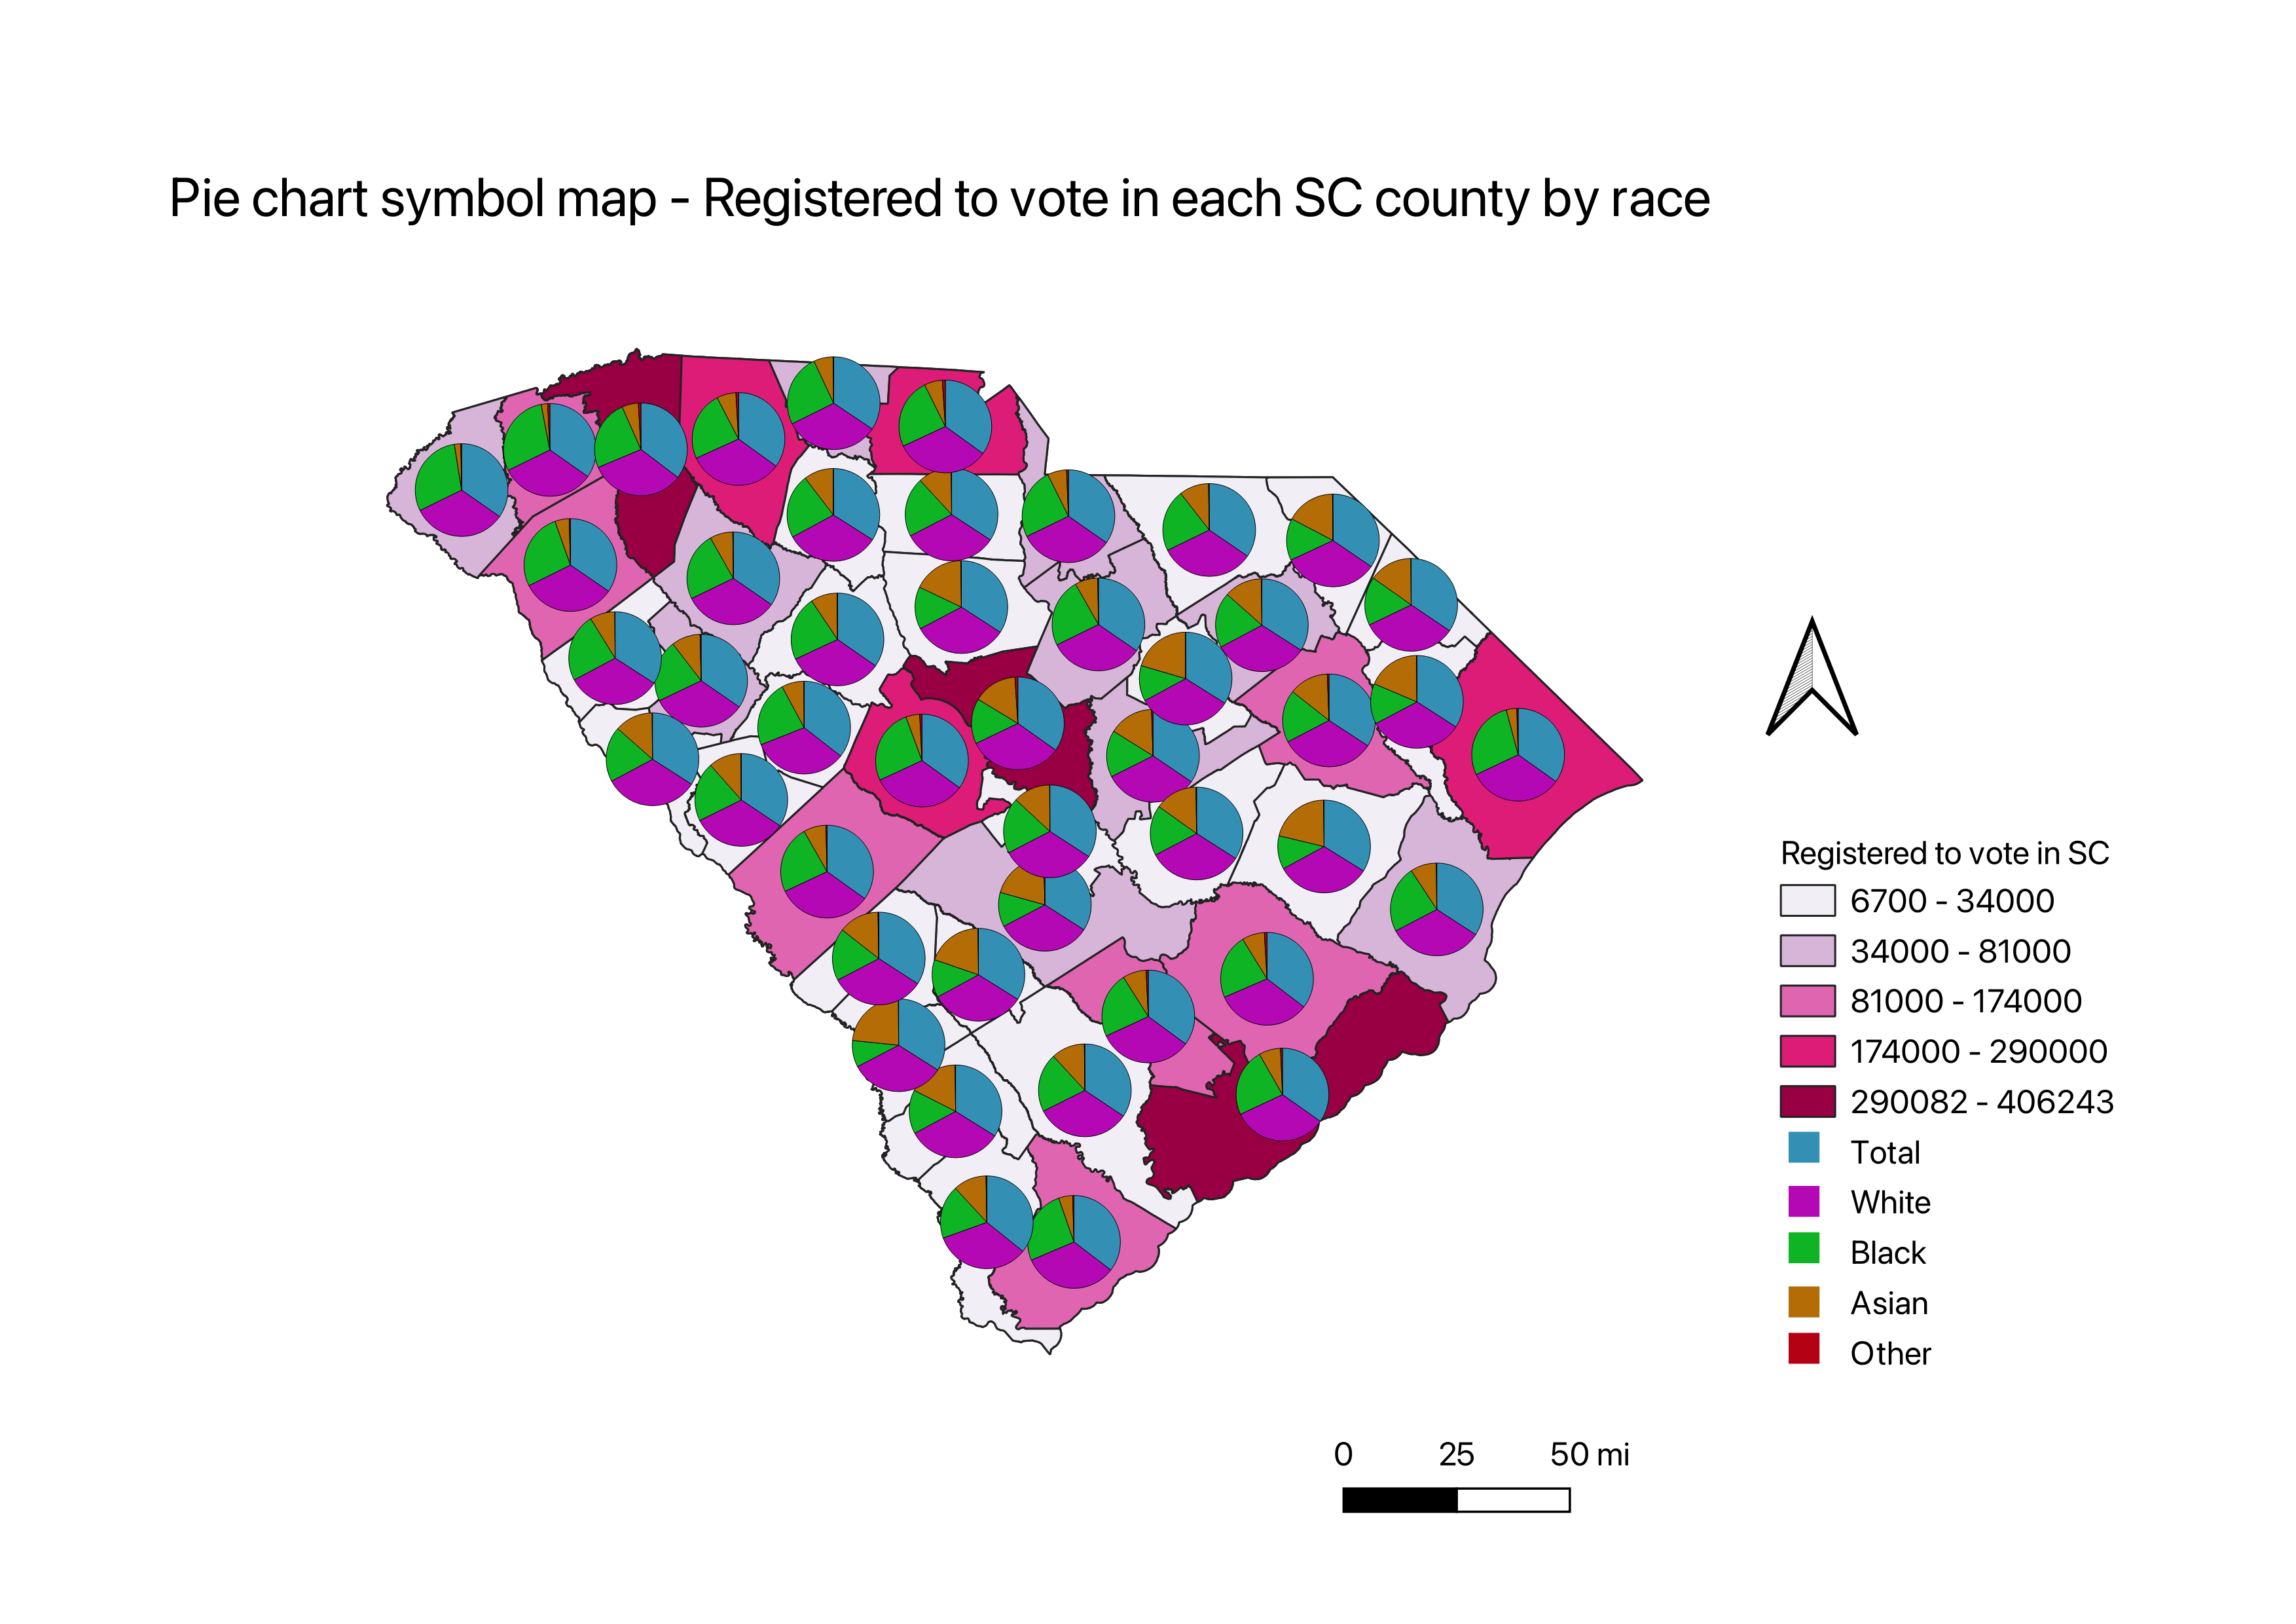 Pie chart symbol map - Registered to vote in each SC county by race
Registered to vote in SC
6700 - 34000
34000 - 81000
81000 - 174000
174000 - 290000
290082 - 406243
Total
White
Black
Asian
Other
0 25 50 mi